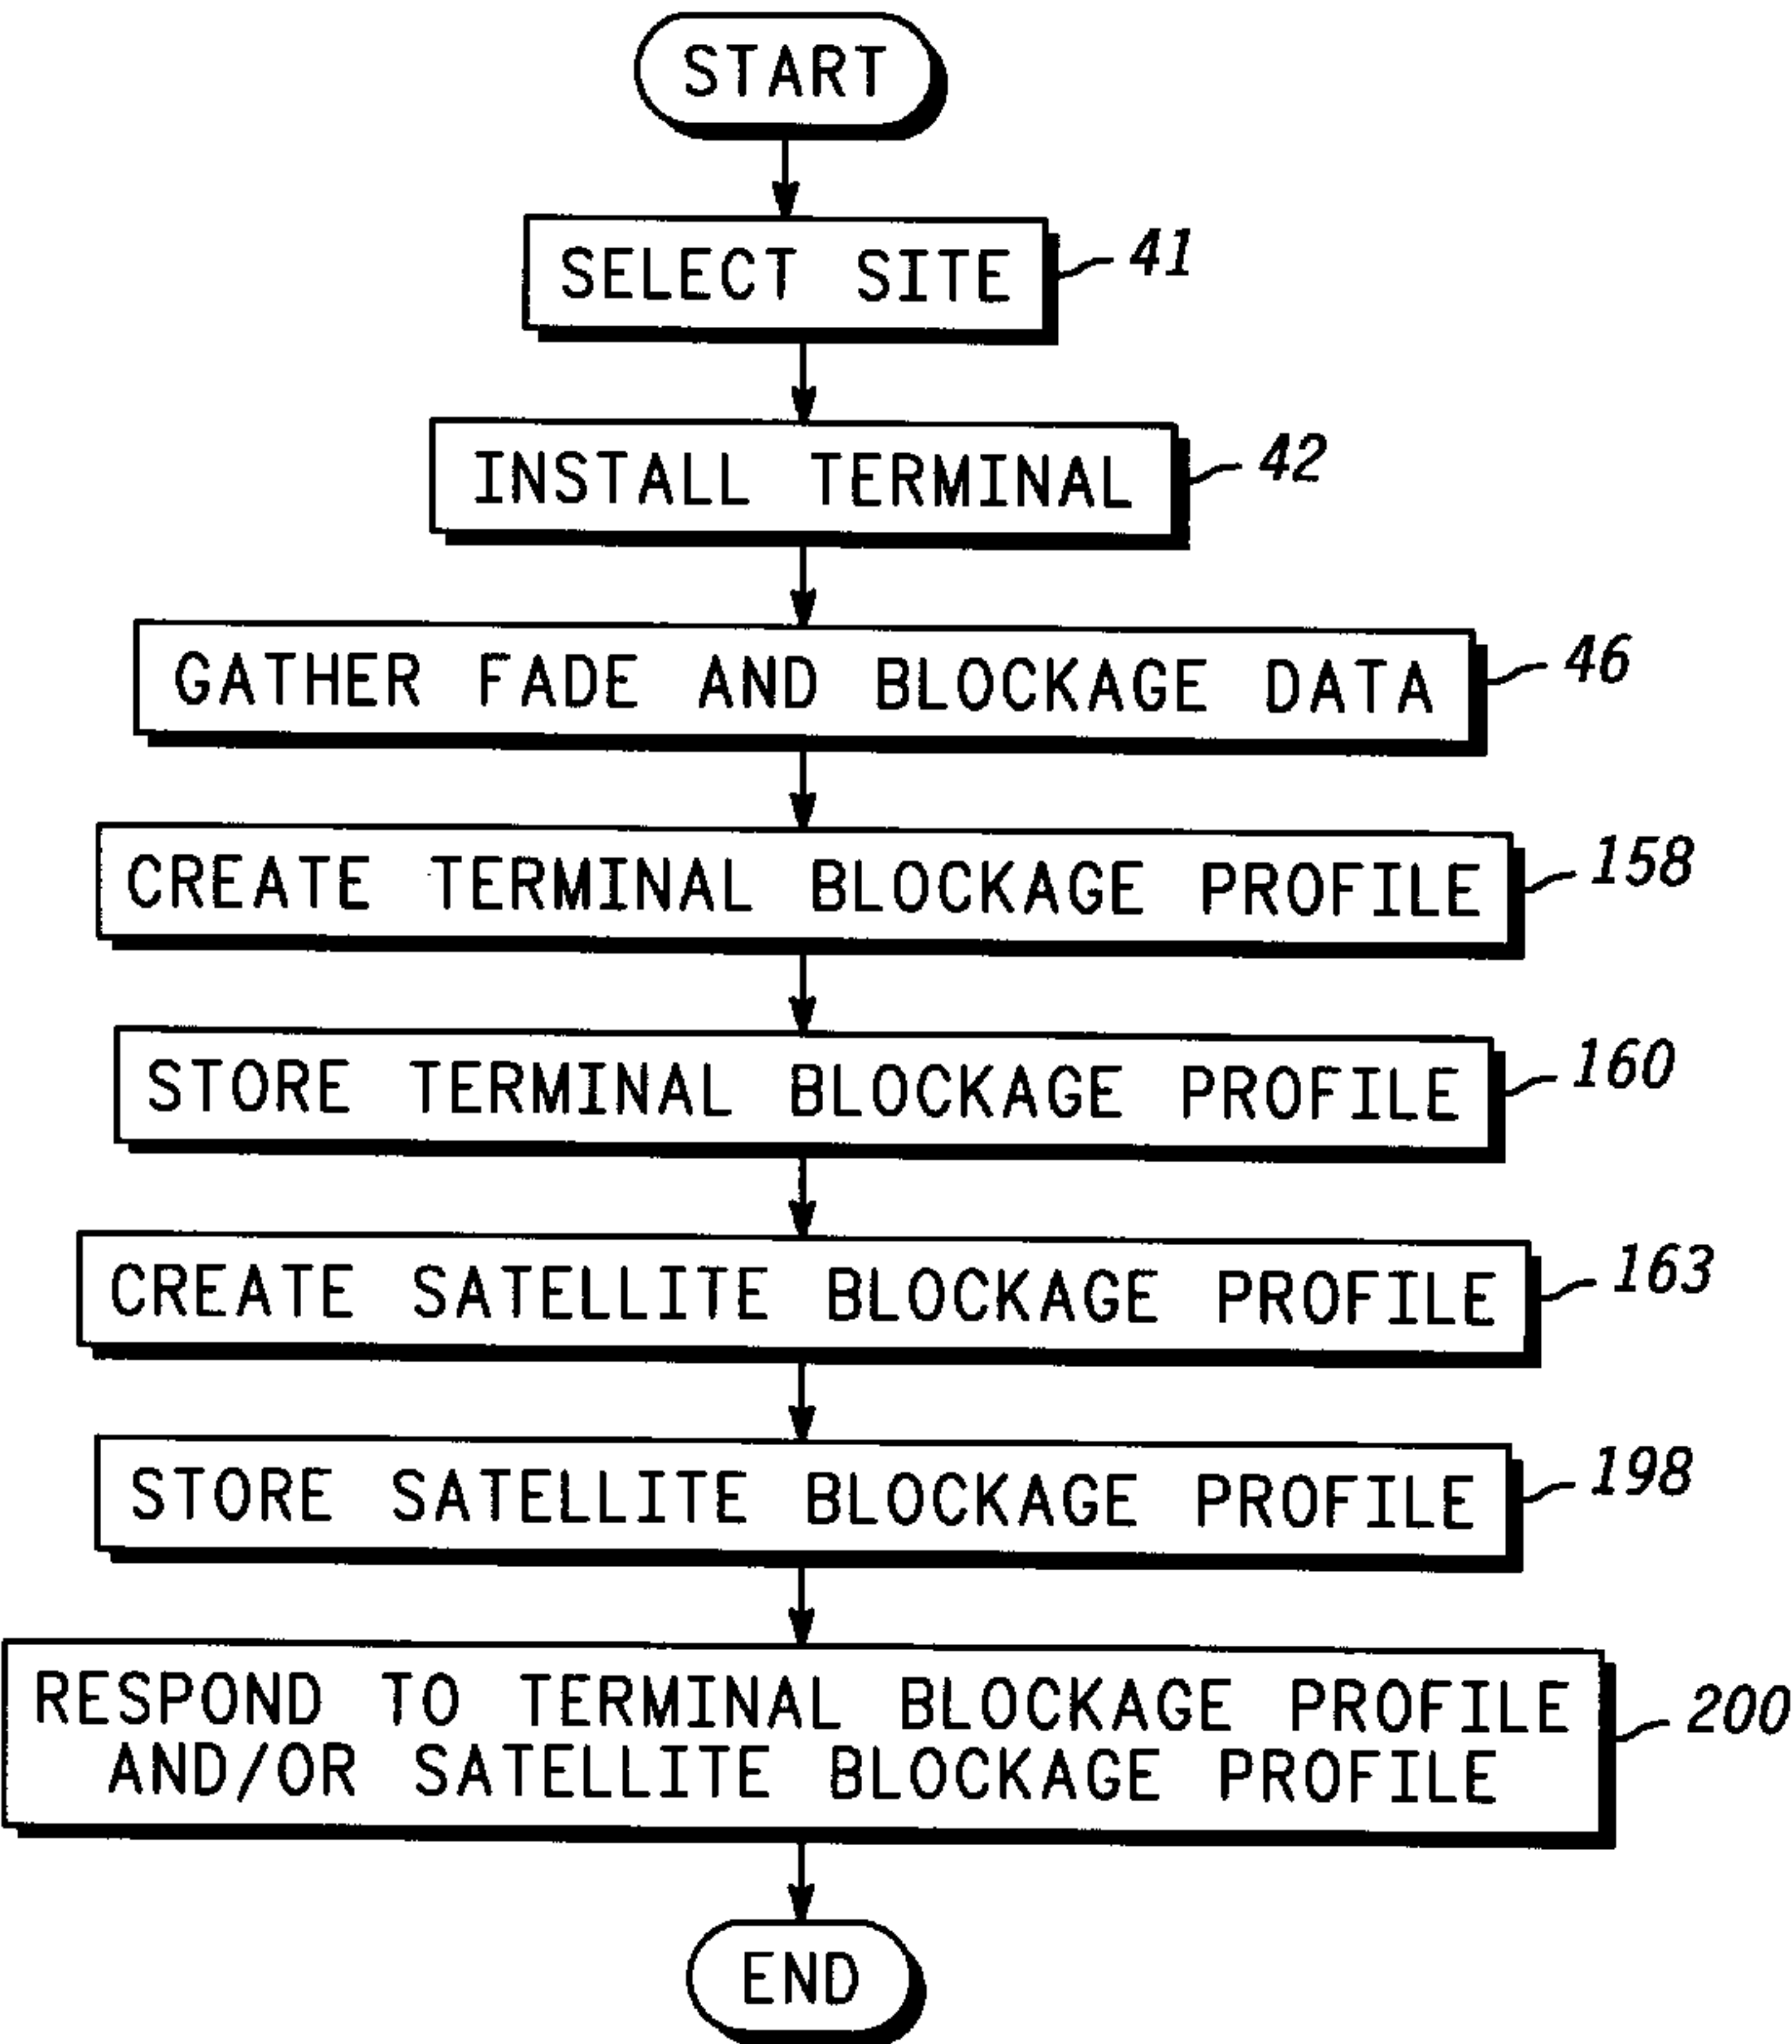 START
SELECT SITE
41
INSTALL TERMINAL
42
GATHER FADE AND BLOCKAGE DATA
46
CREATE TERMINAL BLOCKAGE PROFILE
158
STORE TERMINAL BLOCKAGE PROFILE
160
CREATE SATELLITE BLOCKAGE PROFILE
163
STORE SATELLITE BLOCKAGE PROFILE
198
RESPOND TO TERMINAL BLOCKAGE PROFILE
AND/OR SATELLITE BLOCKAGE PROFILE
200
END